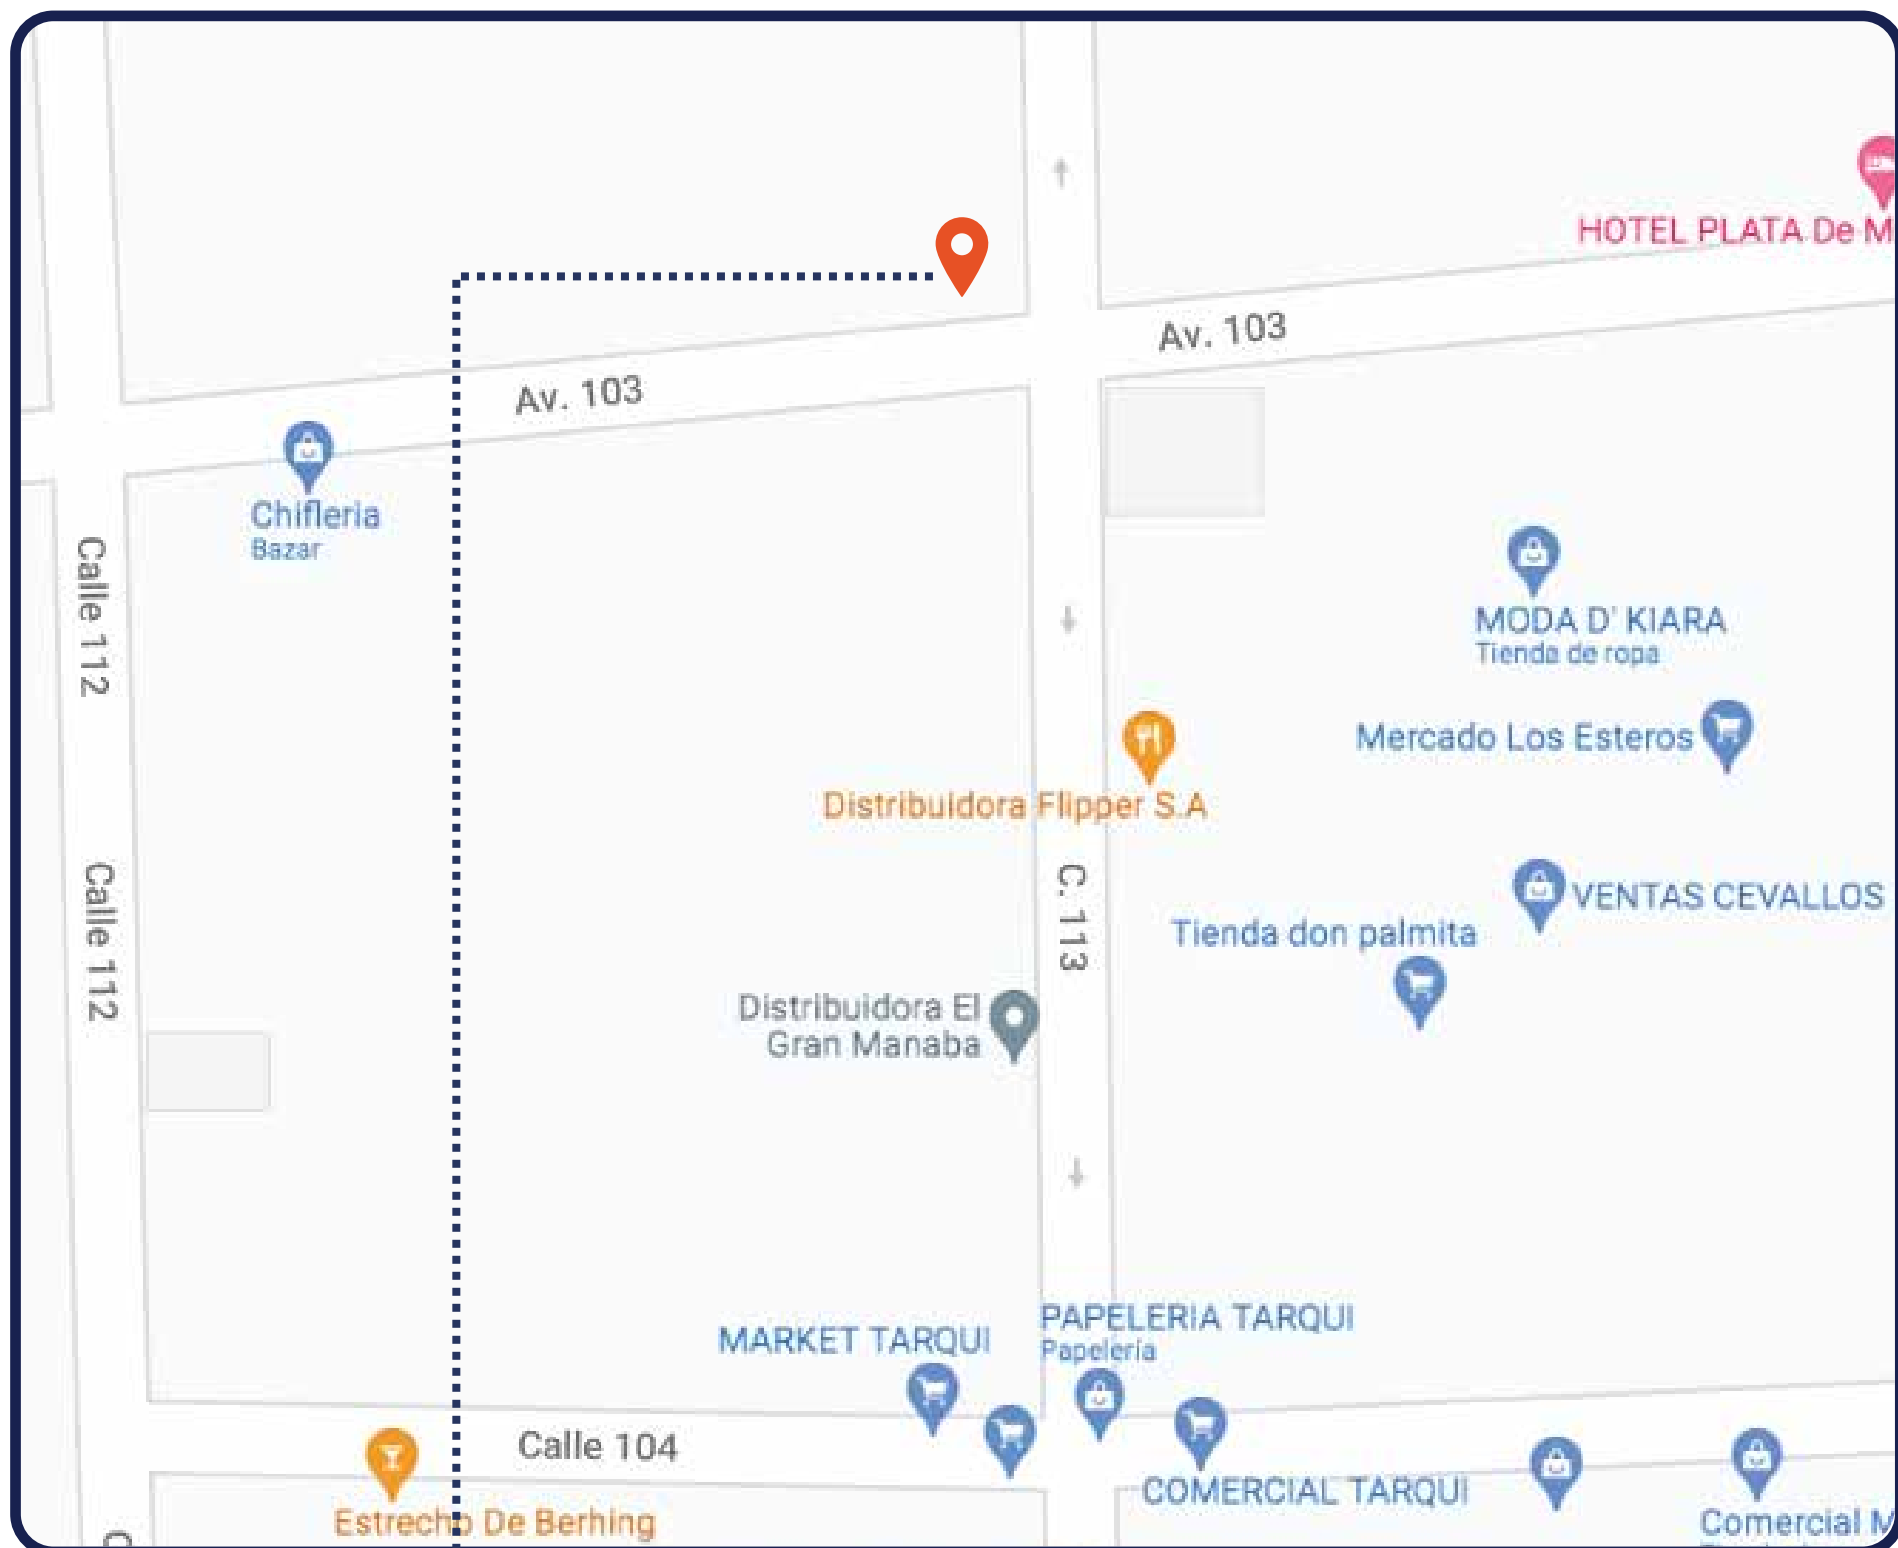 HOTEL PLATA De M
Av. 103
Av. 103
Chifleria
Bazar
Calle 112
MODA D' KIARA
Tienda de ropa
Mercado Los Esteros
Distribuidora Flipper S.A
Calle 112
C. 113
VENTAS CEVALLOS
Tienda don palmita
Distribuidora El
Gran Manaba
PAPELERIA TARQUI
Papelería
MARKET TARQUI
Calle 104
COMERCIAL TARQUI
Estrecho De Berhing
Comercial M
C